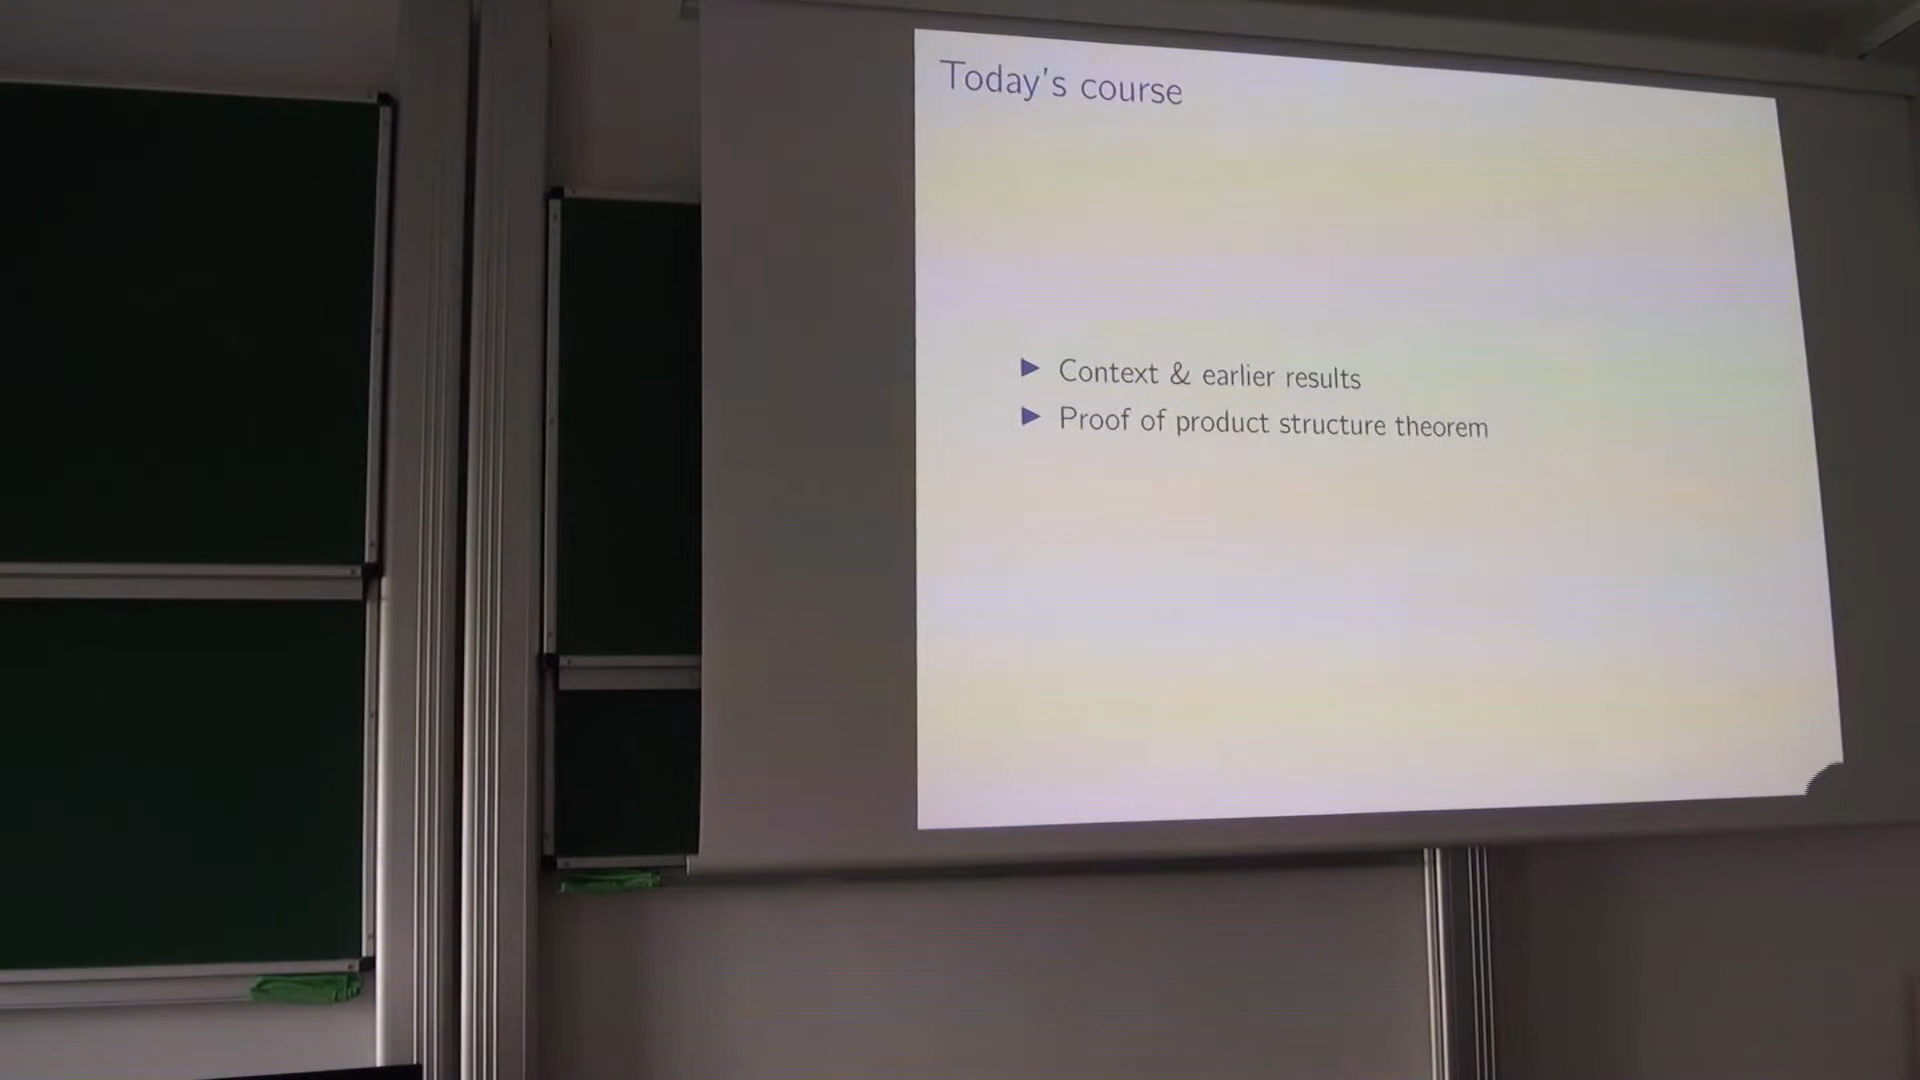 Today's course
▶ Context & earlier results
▶ Proof of product structure theorem